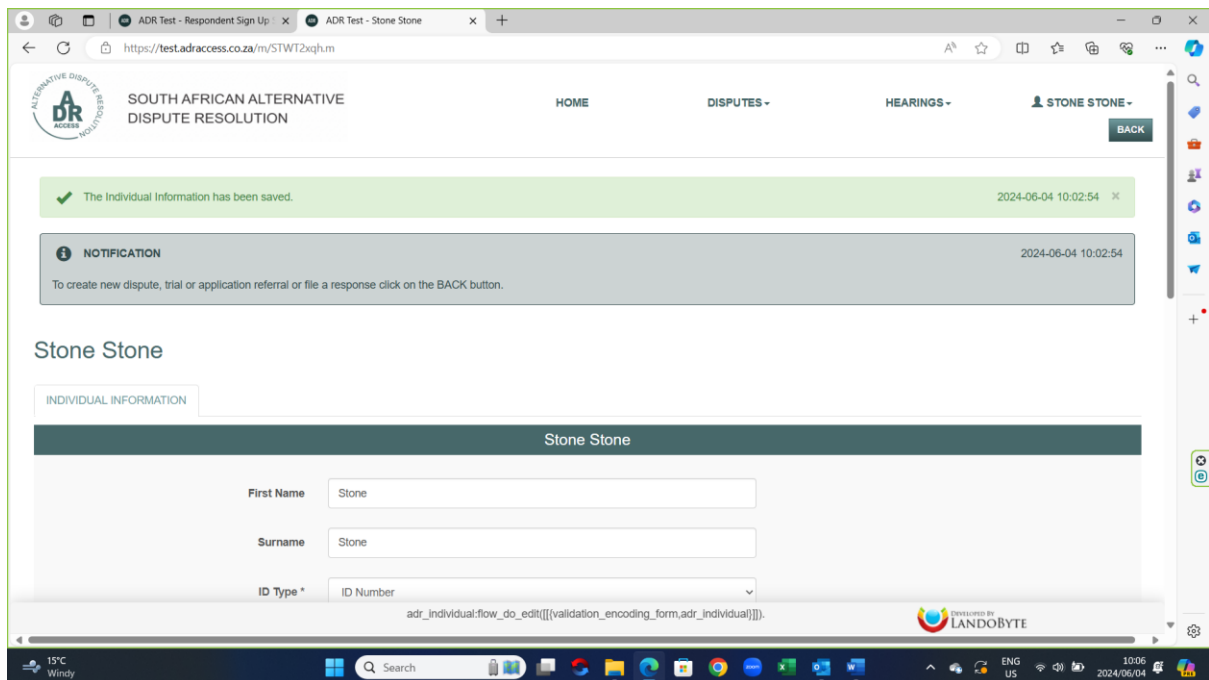 ADR Test - Respondent Sign Up :
ADR Test - Stone Stone
https://test.adraccess.co.za/m/STWT2xqh.m
ALTERNATIVE DISPUTE RESOLUTION
ADR
ACCESS
SOUTH AFRICAN ALTERNATIVE
DISPUTE RESOLUTION
HOME
DISPUTES
HEARINGS
STONE STONE
BACK
The Individual Information has been saved.
2024-06-04 10:02:54
NOTIFICATION
2024-06-04 10:02:54
To create new dispute, trial or application referral or file a response click on the BACK button.
Stone Stone
INDIVIDUAL INFORMATION
Stone Stone
First Name
Stone
Surname
Stone
ID Type *
ID Number
adr_individual:flow_do_edit([[{validation_encoding_form,adr_individual}]]).
DEVELOPED BY
LANDOBYTE
15°C
Windy
Search
ENG
US
10:06
2024/06/04